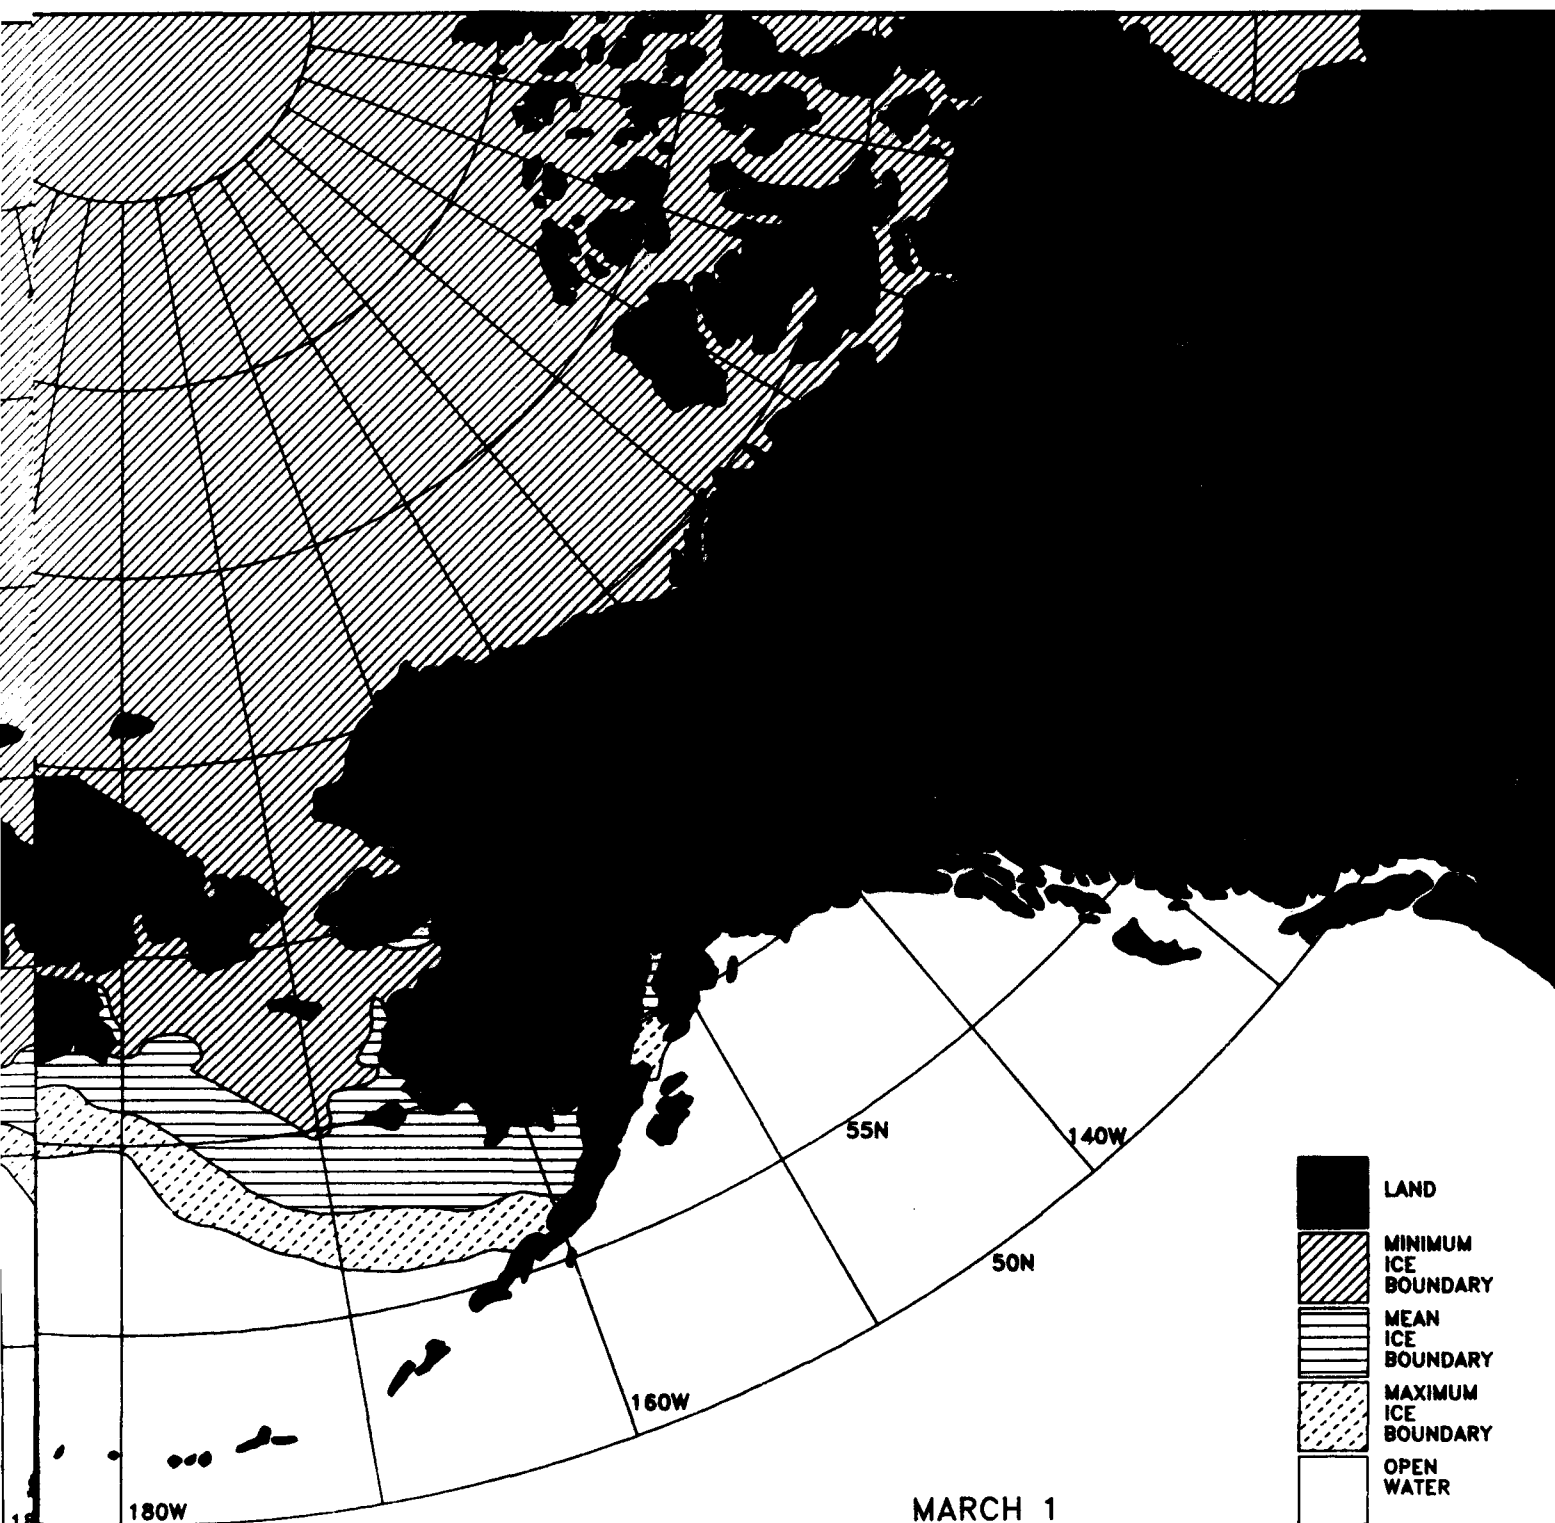 55N
140W
LAND
MINIMUM
ICE
BOUNDARY
50N
MEAN
ICE
BOUNDARY
160W
MAXIMUM
ICE
BOUNDARY
OPEN
WATER
180W
MARCH 1